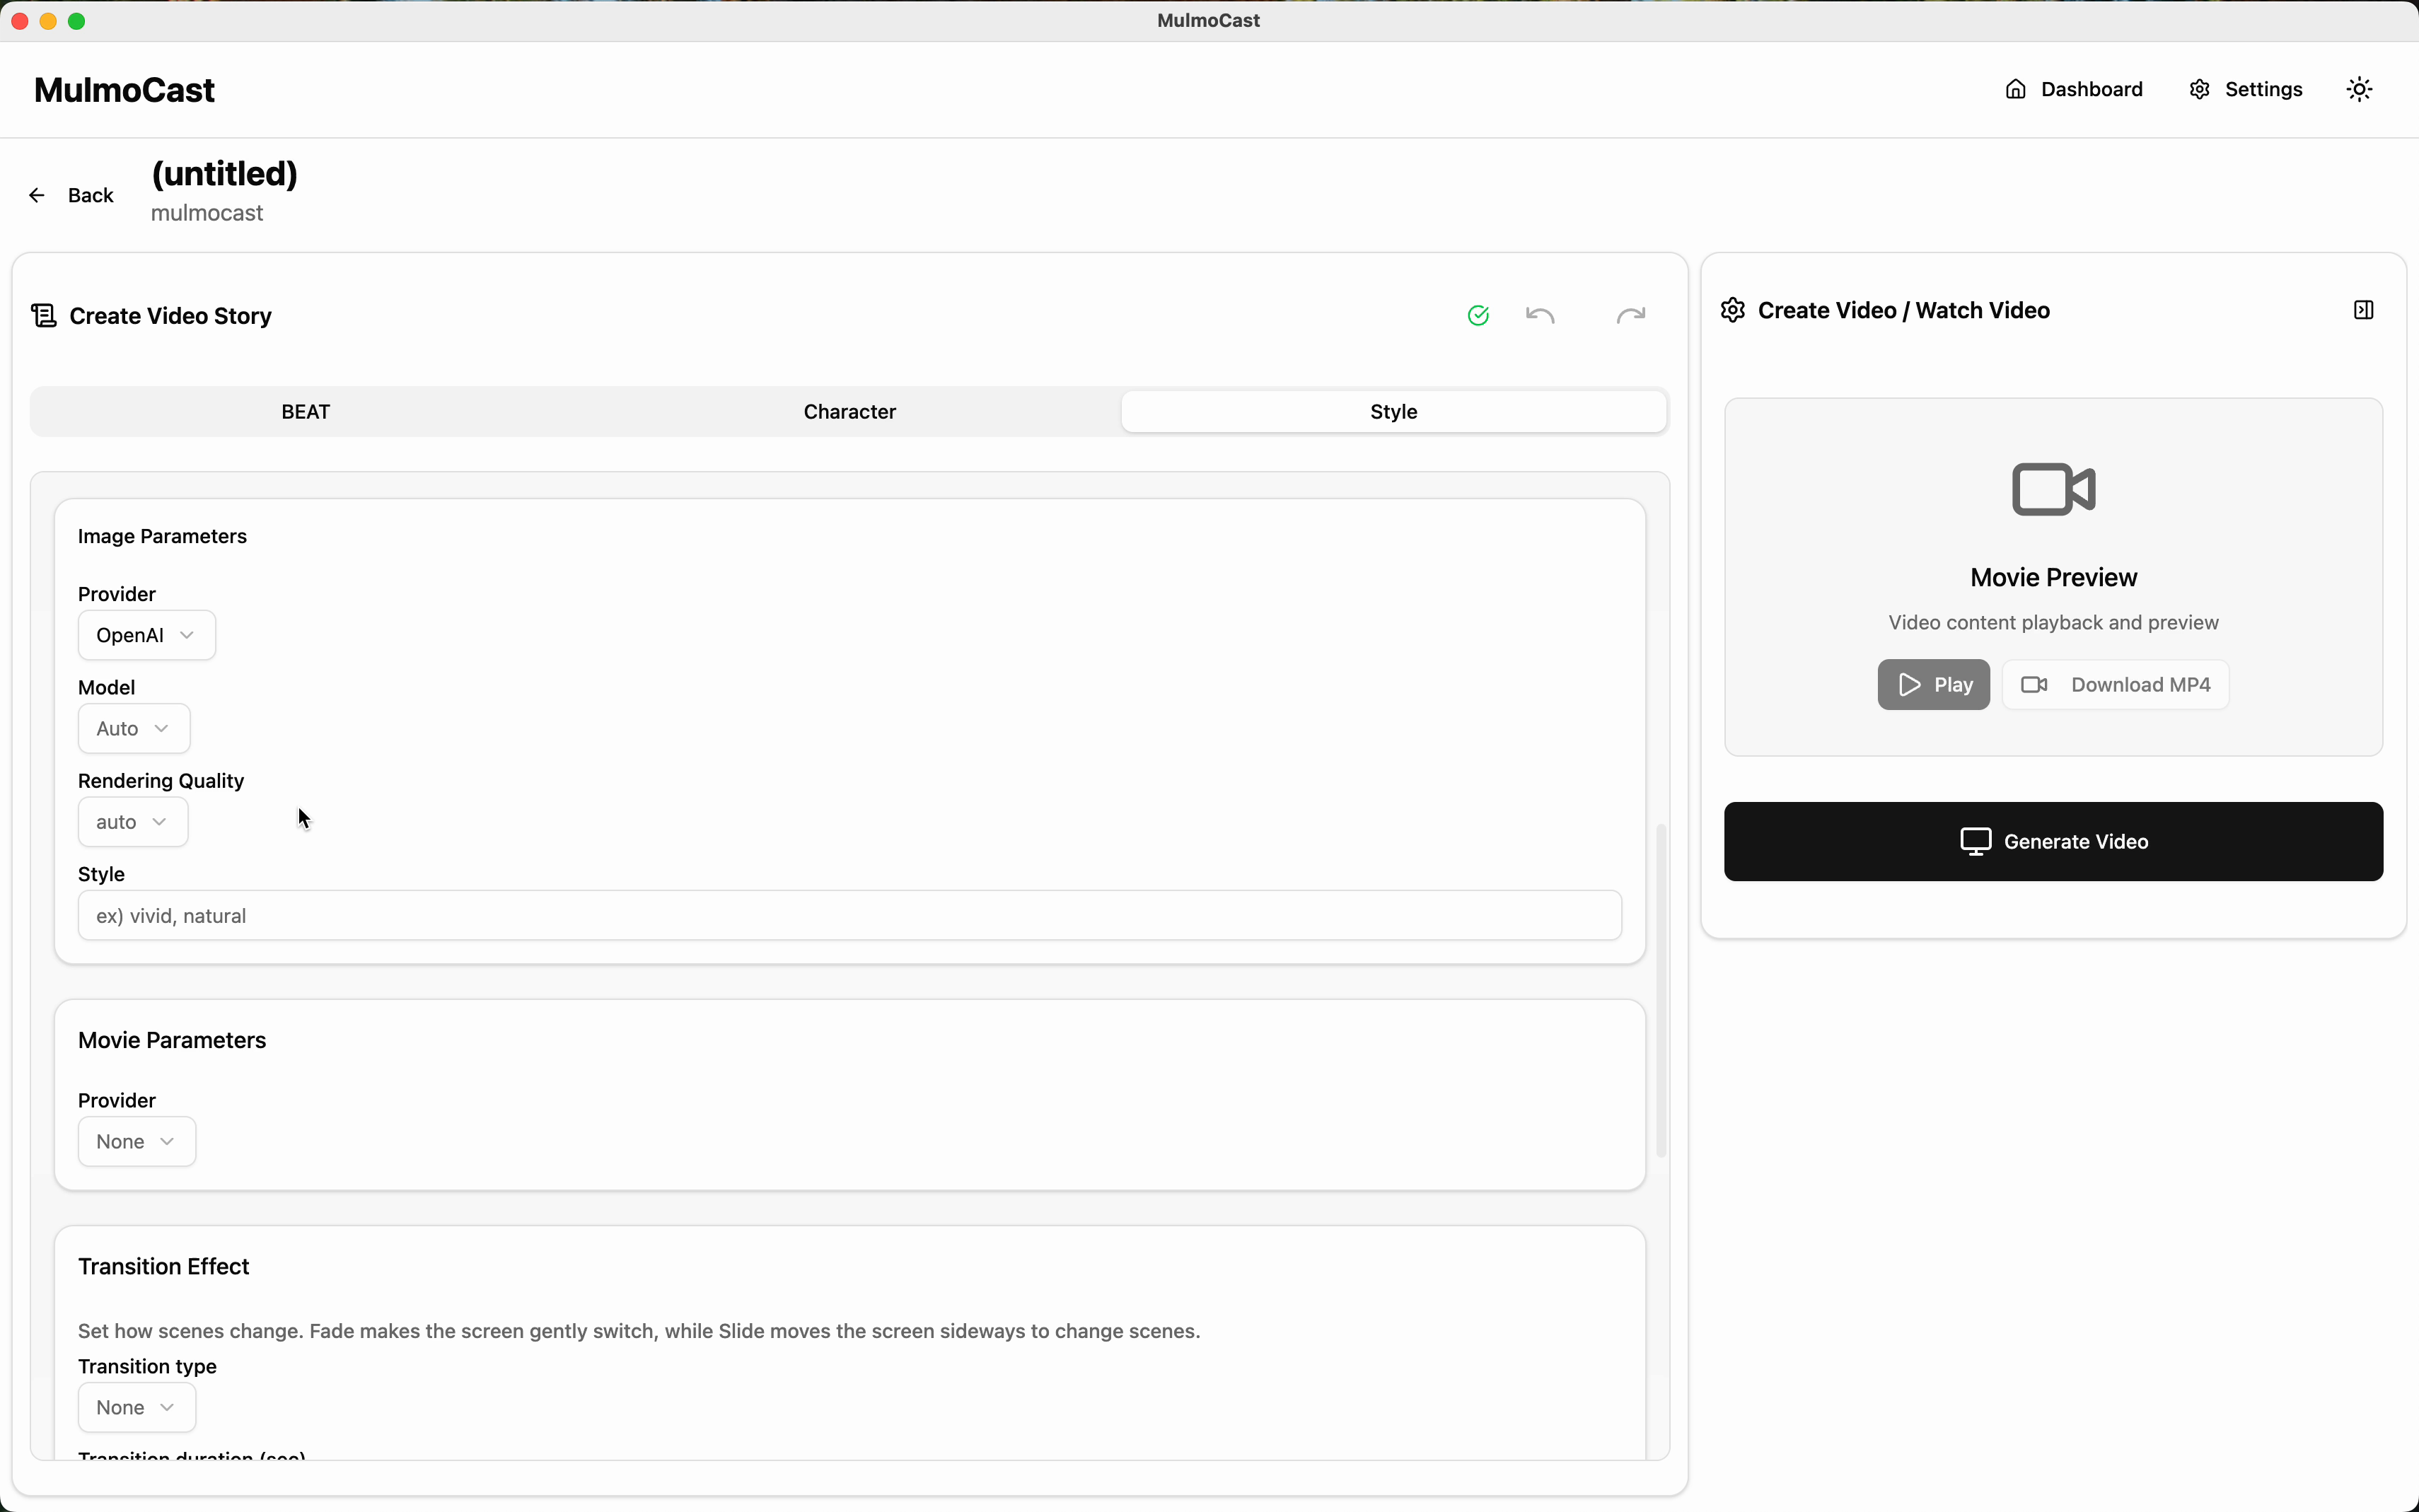 MulmoCast
MulmoCast
Dashboard
Settings
Back
(untitled)
mulmocast
Create Video Story
BEAT
Character
Style
Image Parameters
Provider
OpenAI
Model
Auto
Rendering Quality
auto
Style
ex) vivid, natural
Movie Parameters
Provider
None
Transition Effect
Set how scenes change. Fade makes the screen gently switch, while Slide moves the screen sideways to change scenes.
Transition type
None
Transition duration (sec)
Create Video / Watch Video
Movie Preview
Video content playback and preview
Play
Download MP4
Generate Video